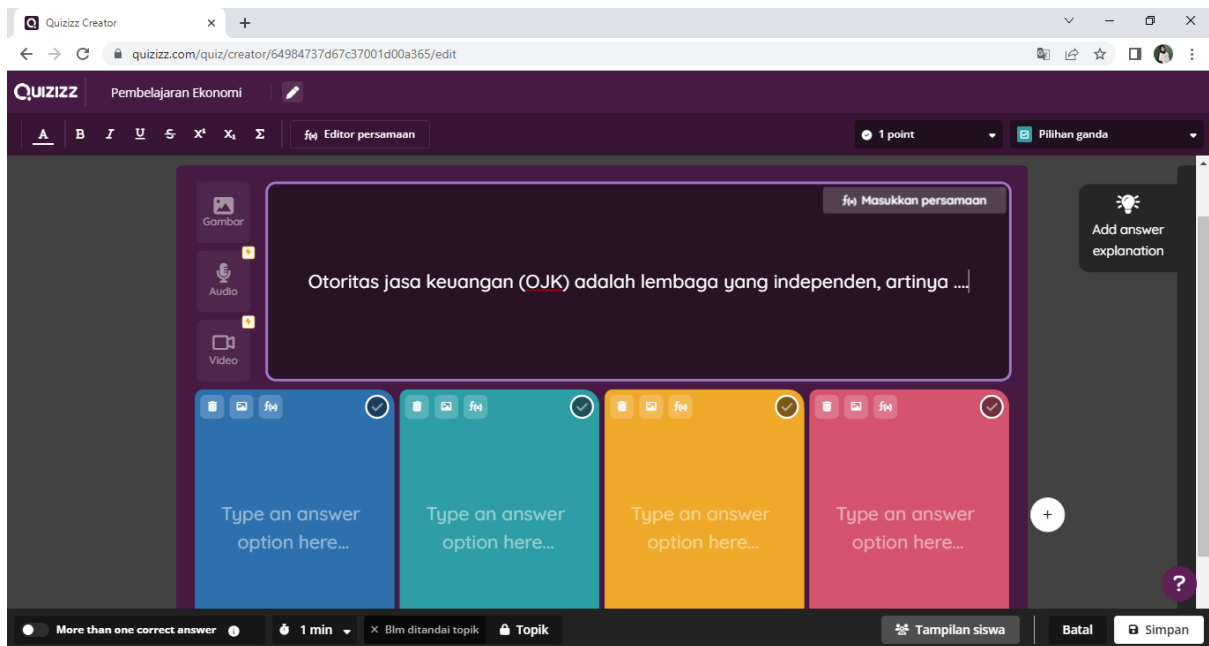 Quizizz Creator
quizizz.com/quiz/creator/64984737d67c37001d00a365/edit
QUIZIZZ Pembelajaran Ekonomi
A B I U S X² X₂ Σ f(x) Editor persamaan 1 point Pilihan ganda
Gambar
Audio
Video
f(x) Masukkan persamaan
Otoritas jasa keuangan (OJK) adalah lembaga yang independen, artinya ....
Add answer
explanation
f(x) f(x) f(x) f(x)
Type an answer
option here...
Type an answer
option here...
Type an answer
option here...
Type an answer
option here...
+
?
More than one correct answer 1 min × Blm ditandai topik Topik Tampilan siswa Batal Simpan